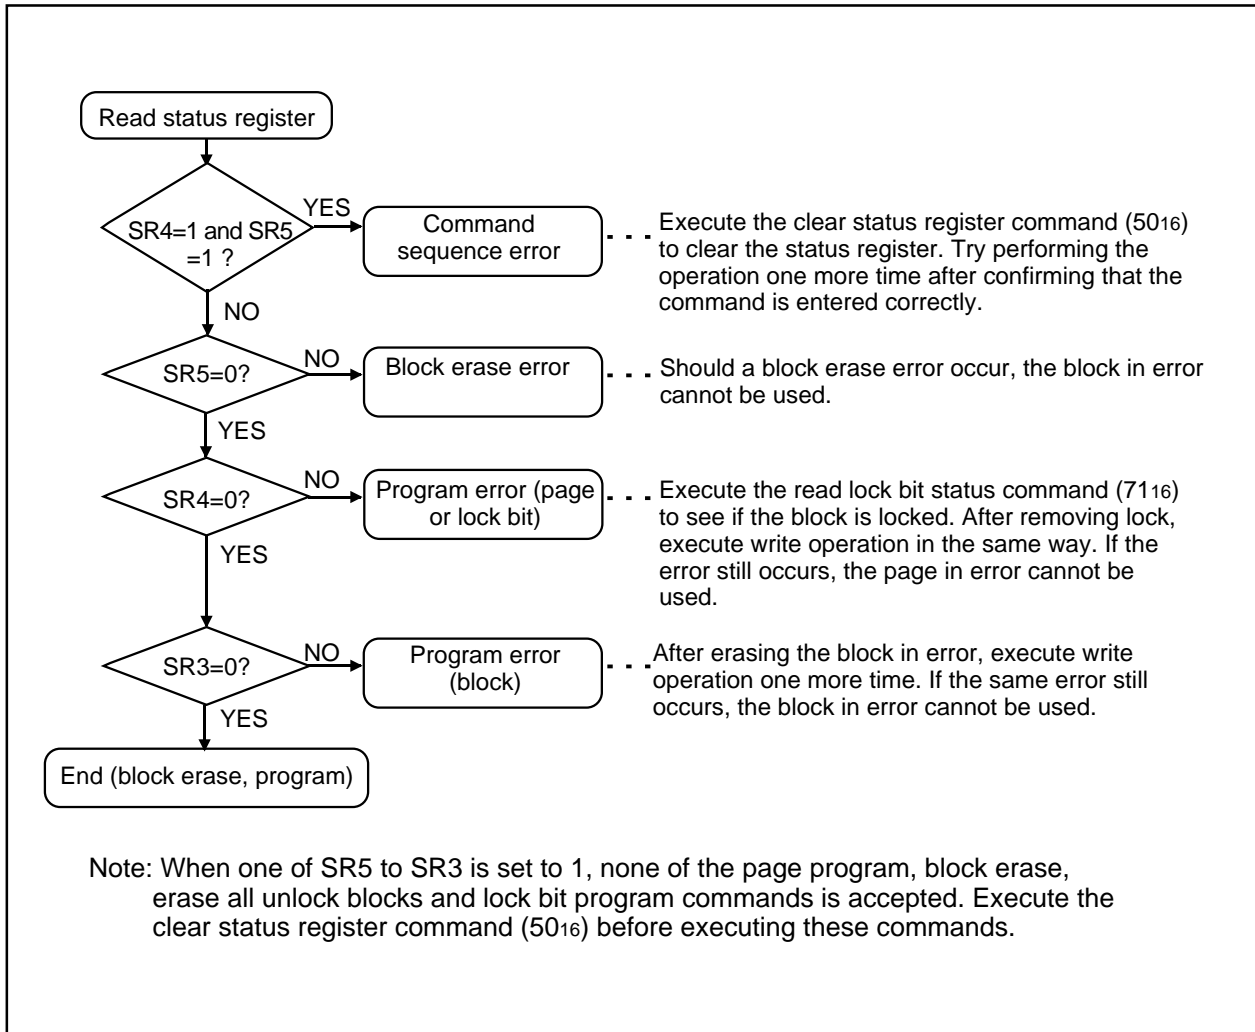 Read status register
SR4=1 and SR5
=1 ?
YES
Command
sequence error
Execute the clear status register command (5016)
to clear the status register. Try performing the
operation one more time after confirming that the
command is entered correctly.
NO
SR5=0?
NO
Block erase error
Should a block erase error occur, the block in error
cannot be used.
YES
SR4=0?
NO
Program error (page
or lock bit)
Execute the read lock bit status command (7116)
to see if the block is locked. After removing lock,
execute write operation in the same way. If the
error still occurs, the page in error cannot be
used.
YES
SR3=0?
NO
Program error
(block)
After erasing the block in error, execute write
operation one more time. If the same error still
occurs, the block in error cannot be used.
YES
End (block erase, program)
Note: When one of SR5 to SR3 is set to 1, none of the page program, block erase,
erase all unlock blocks and lock bit program commands is accepted. Execute the
clear status register command (5016) before executing these commands.